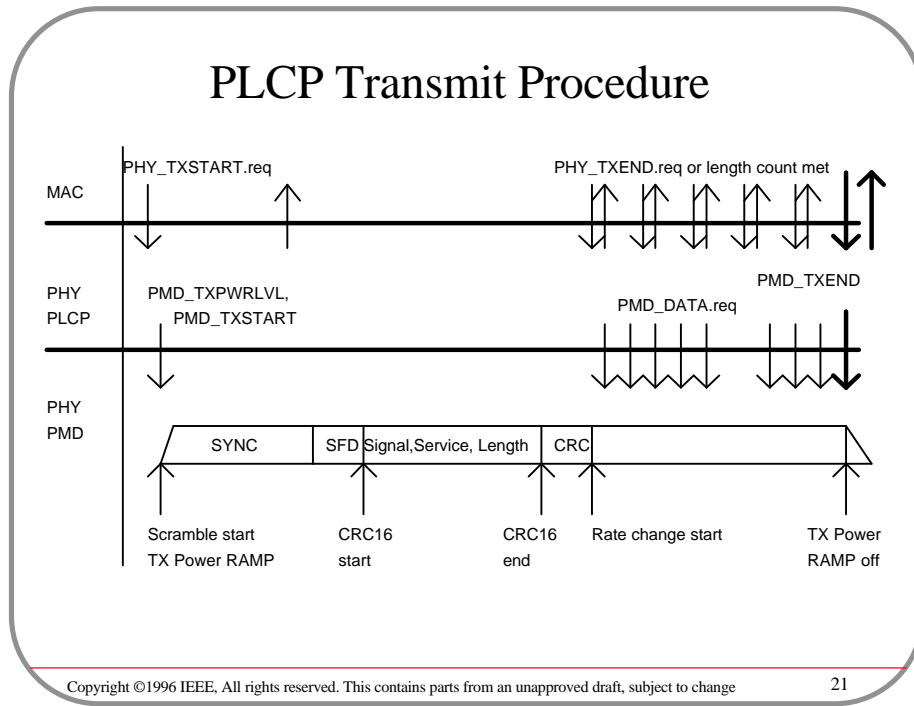 PLCP Transmit Procedure
PHY_TXSTART.req
PHY_TXEND.req or length count met
MAC
PMD_TXEND
PHY
PLCP
PMD_TXPWRLVL,
PMD_TXSTART
PMD_DATA.req
PHY
PMD
SYNC
SFD
Signal,Service, Length
CRC
Scramble start
TX Power RAMP
CRC16
start
CRC16
end
Rate change start
TX Power
RAMP off
Copyright ©1996 IEEE, All rights reserved. This contains parts from an unapproved draft, subject to change
21